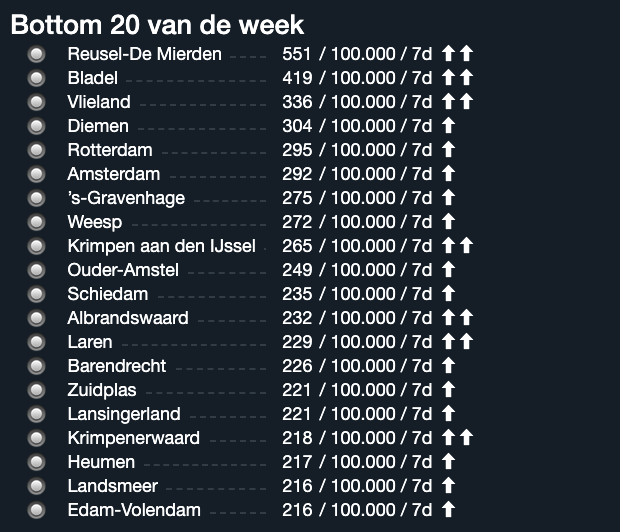 Bottom 20 van de week
Reusel-De Mierden ---- 551 / 100.000 / 7d ⬆⬆
Bladel 419 / 100.000 / 7d ⬆⬆
Vlieland 336 / 100.000 / 7d ⬆⬆
Diemen 304 / 100.000 / 7d ⬆
Rotterdam 295 / 100.000 / 7d ⬆
Amsterdam 292 / 100.000 / 7d ⬆
's-Gravenhage 275 / 100.000 / 7d ⬆
Weesp 272 / 100.000 / 7d ⬆
Krimpen aan den IJssel 265 / 100.000 / 7d ⬆⬆
Ouder-Amstel 249 / 100.000 / 7d ⬆
Schiedam 235 / 100.000 / 7d ⬆
Albrandswaard 232 / 100.000 / 7d ⬆⬆
Laren 229 / 100.000 / 7d ⬆⬆
Barendrecht 226 / 100.000 / 7d ⬆
Zuidplas 221 / 100.000 / 7d ⬆
Lansingerland 221 / 100.000 / 7d ⬆
Krimpenerwaard 218 / 100.000 / 7d ⬆⬆
Heumen 217 / 100.000 / 7d ⬆
Landsmeer 216 / 100.000 / 7d ⬆
Edam-Volendam 216 / 100.000 / 7d ⬆